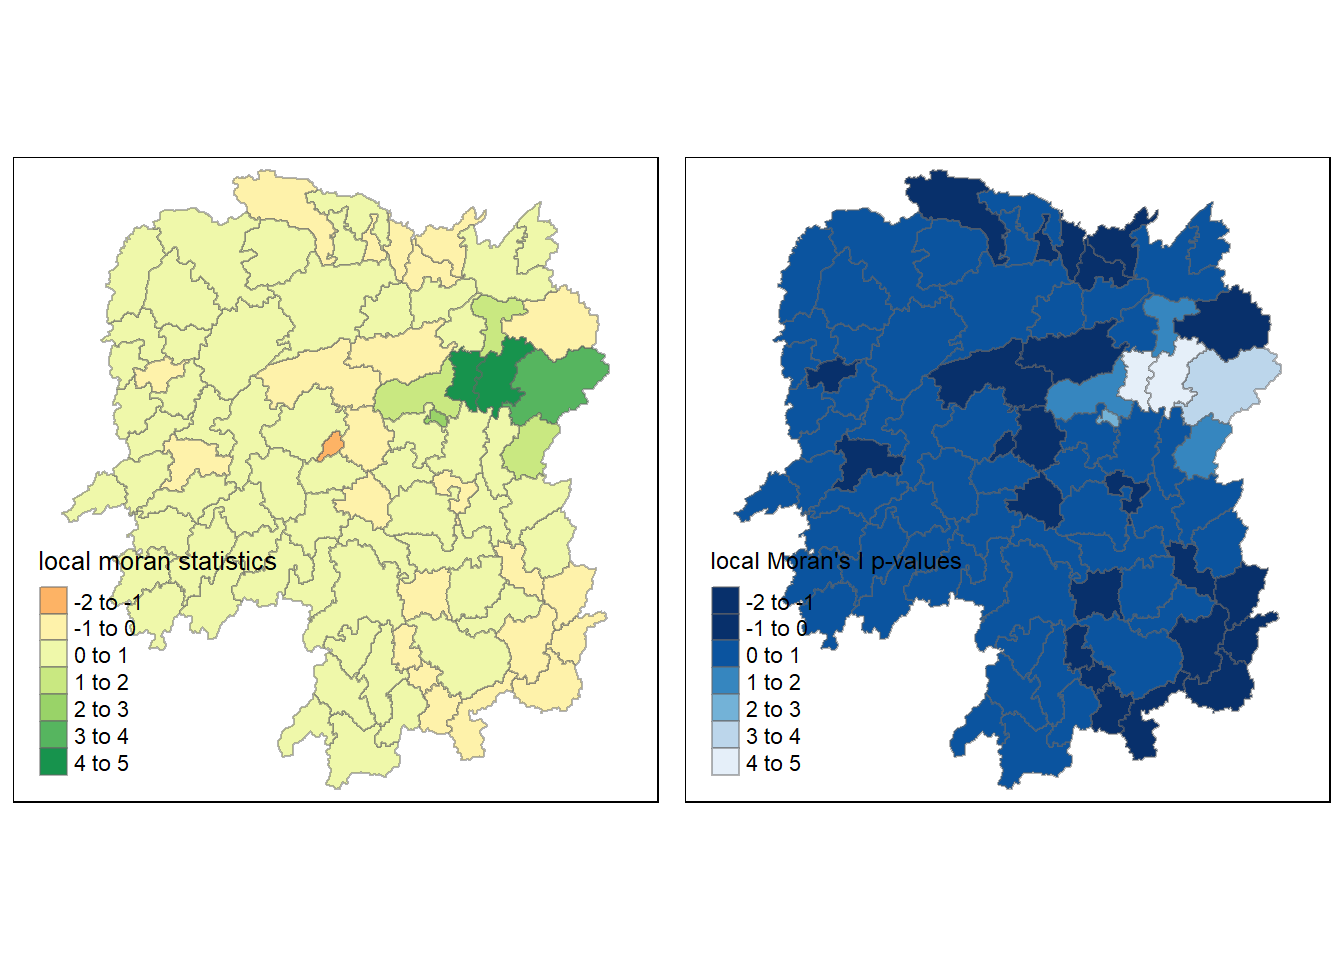 local moran statistics
-2 to -1
-1 to 0
0 to 1
1 to 2
2 to 3
3 to 4
4 to 5
local Moran's I p-values
-2 to -1
-1 to 0
0 to 1
1 to 2
2 to 3
3 to 4
4 to 5